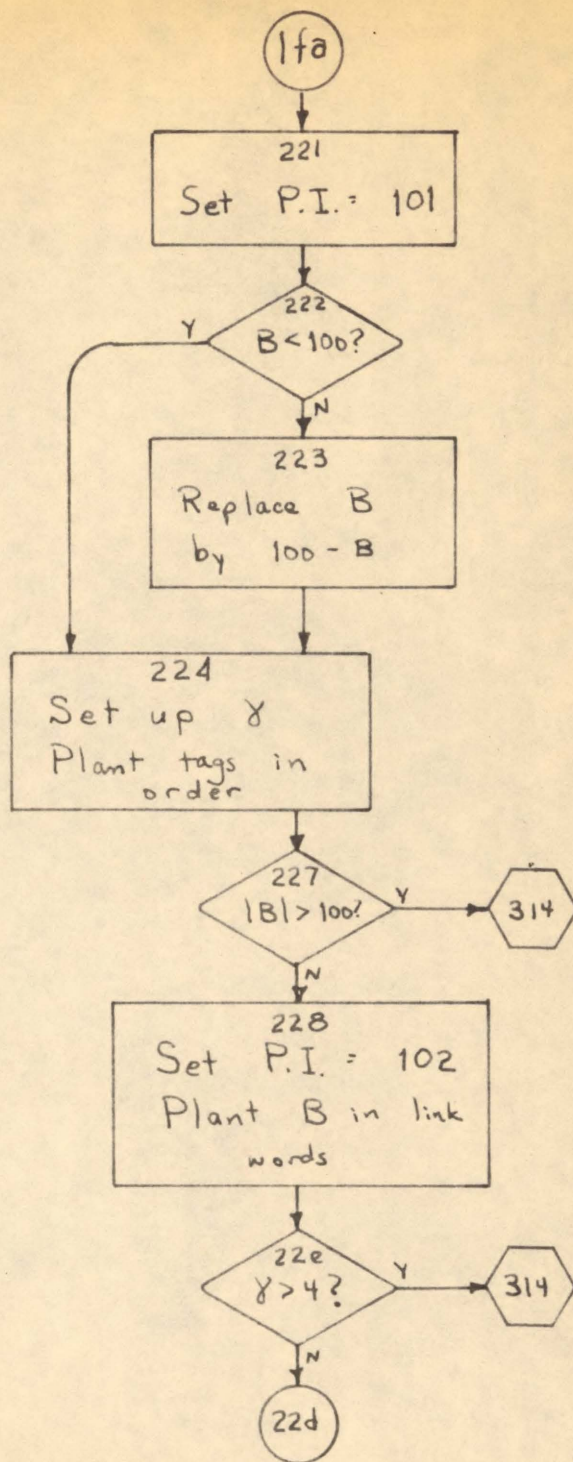 1fa
221
Set P.I. = 101
222
Y
B < 100?
N
223
Replace B
by 100 - B
224
Set up γ
Plant tags in
order
227
|B| > 100?
Y
314
N
228
Set P.I. = 102
Plant B in link
words
22e
γ > 4?
Y
314
N
22d